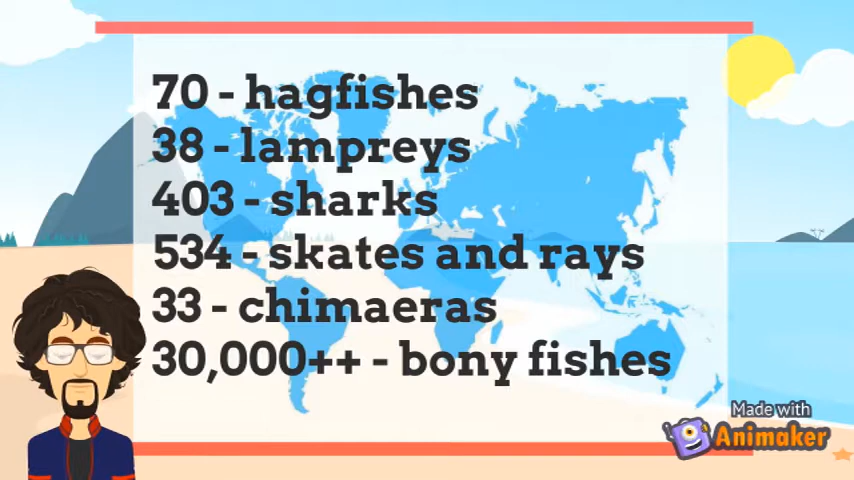 70 - hagfishes
38 - lampreys
403 - sharks
534 - skates and rays
33 - chimaeras
30,000++ - bony fishes
Made with
Animaker